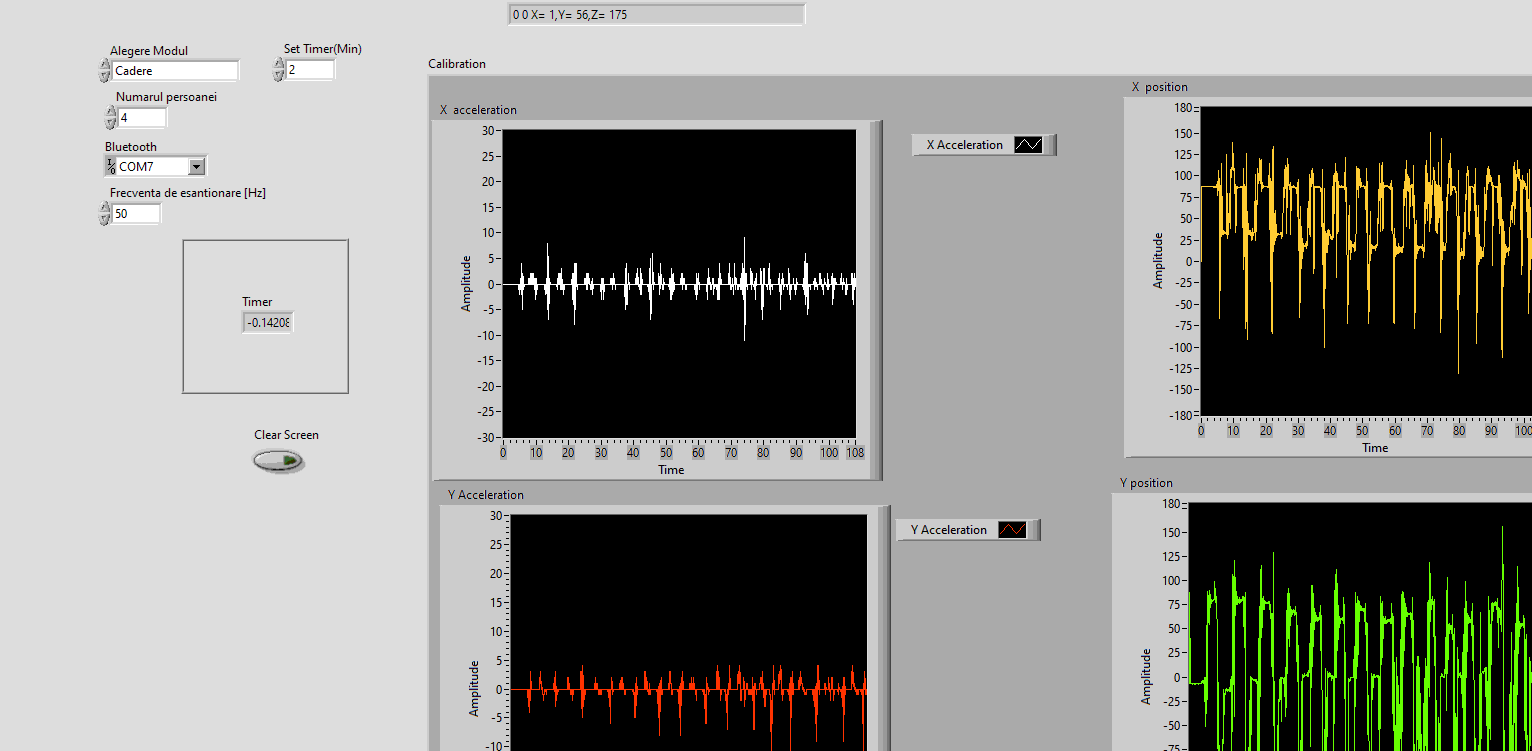 0 0 X= 1,Y= 56,Z= 175
Alegere Modul
Cadere
Set Timer(Min)
2
Numarul persoanei
4
Bluetooth
COM7
Frecventa de esantionare [Hz]
50
Timer
-0.14208
Clear Screen
Calibration
X acceleration
30
25
20
15
10
5
0
-5
-10
-15
-20
-25
-30
Amplitude
0 10 20 30 40 50 60 70 80 90 100 108
Time
X Acceleration
X position
180
150
125
100
75
50
25
0
-25
-50
-75
-100
-125
-150
-180
Amplitude
0 10 20 30 40 50 60 70 80 90 100
Time
Y Acceleration
30
25
20
15
10
5
0
-5
-10
Amplitude
Y Acceleration
Y position
180
150
125
100
75
50
25
0
-25
-50
-75
Amplitude